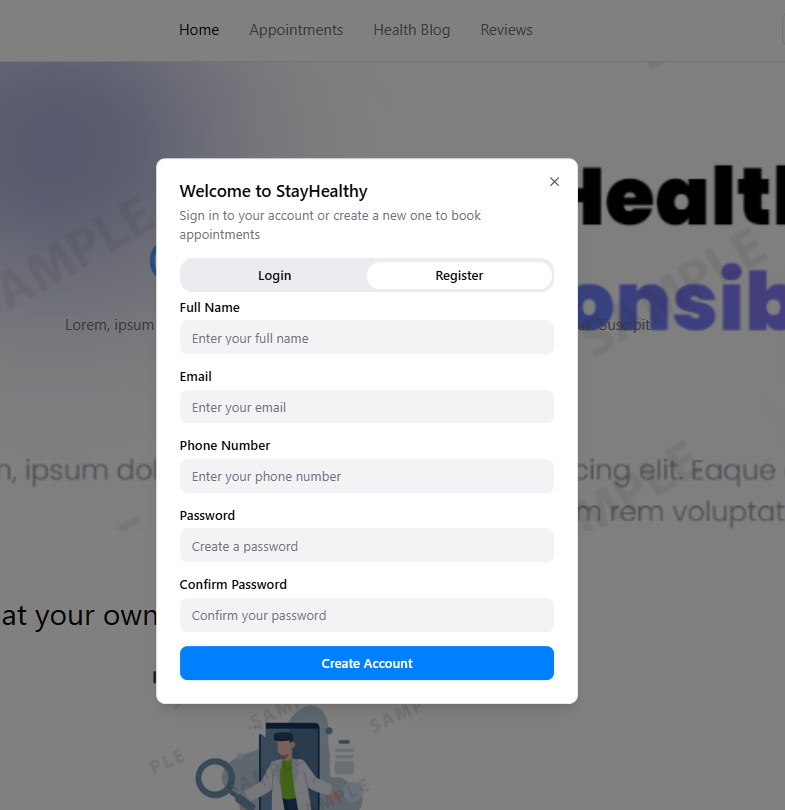 Home Appointments Health Blog Reviews
Welcome to StayHealthy
Sign in to your account or create a new one to book
appointments
Login Register
Full Name
Enter your full name
Email
Enter your email
Phone Number
Enter your phone number
Password
Create a password
Confirm Password
Confirm your password
Create Account
Health
onsib
Lorem, ipsum
Suscipit
ipsum dol
cing elit. Eaque
m rem voluptat
at your own
SAMPLE
SAMPLE
SAMPLE
SAMPLE